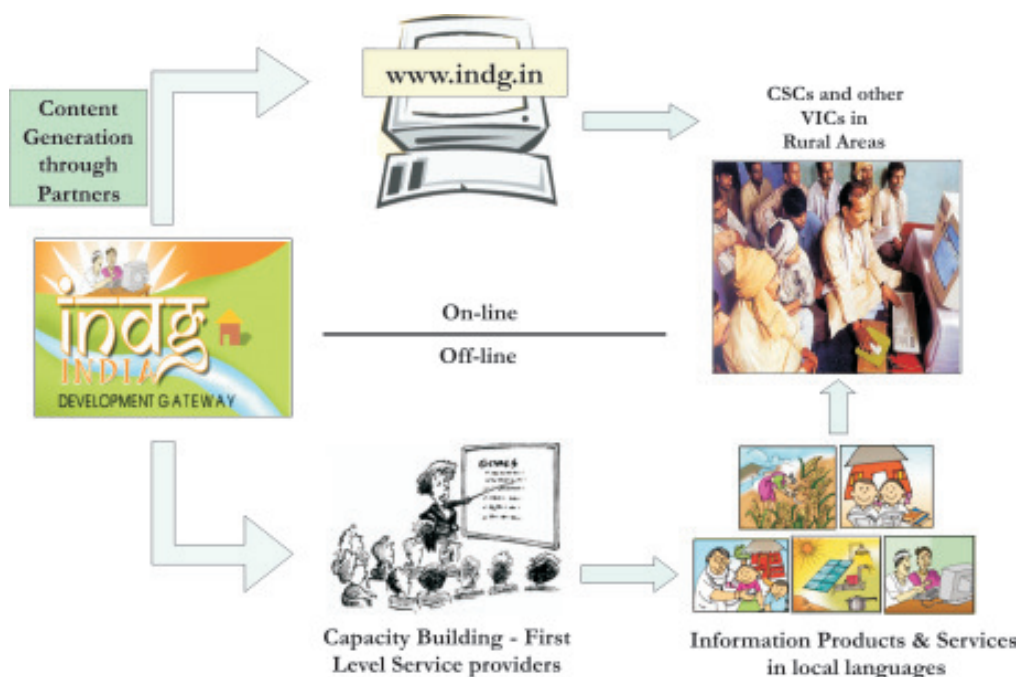 Content
Generation
through
Partners
www.indg.in
CSCs and other
VICs in
Rural Areas
indg
INDIA
DEVELOPMENT GATEWAY
On-line
Off-line
Capacity Building - First
Level Service providers
Information Products & Services
in local languages